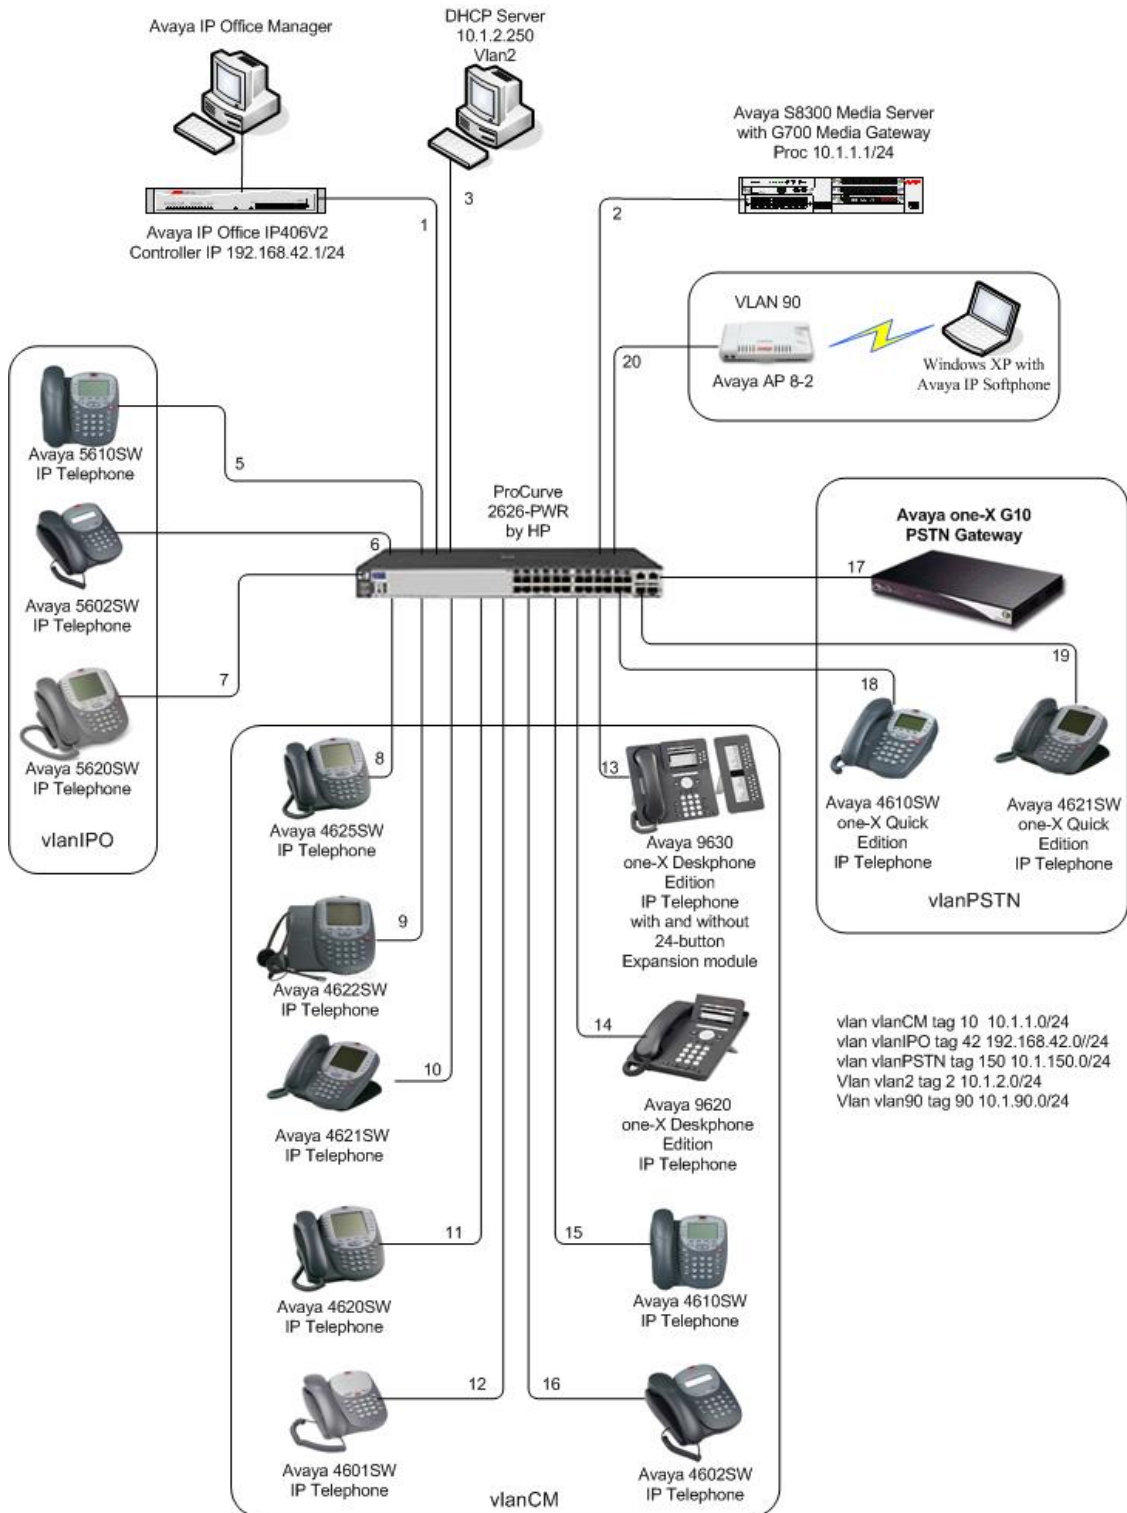 Avaya IP Office Manager
DHCP Server
10.1.2.250
Vlan2
Avaya S8300 Media Server
with G700 Media Gateway
Proc 10.1.1.1/24
1
3
2
Avaya IP Office IP406V2
Controller IP 192.168.42.1/24
VLAN 90
20
Avaya AP 8-2
Windows XP with
Avaya IP Softphone
Avaya 5610SW
IP Telephone
5
ProCurve
2626-PWR
by HP
Avaya one-X G10
PSTN Gateway
6
17
Avaya 5602SW
IP Telephone
7
19
18
Avaya 5620SW
IP Telephone
vlanIPO
8
13
Avaya 4610SW
one-X Quick
Edition
IP Telephone
Avaya 4621SW
one-X Quick
Edition
IP Telephone
vlanPSTN
Avaya 4625SW
IP Telephone
Avaya 9630
one-X Deskphone
Edition
IP Telephone
with and without
24-button
Expansion module
9
Avaya 4622SW
IP Telephone
14
vlan vlanCM tag 10 10.1.1.0/24
vlan vlanIPO tag 42 192.168.42.0//24
vlan vlanPSTN tag 150 10.1.150.0/24
Vlan vlan2 tag 2 10.1.2.0/24
Vlan vlan90 tag 90 10.1.90.0/24
10
Avaya 4621SW
IP Telephone
Avaya 9620
one-X Deskphone
Edition
IP Telephone
11
15
Avaya 4620SW
IP Telephone
Avaya 4610SW
IP Telephone
12
16
Avaya 4601SW
IP Telephone
Avaya 4602SW
IP Telephone
vlanCM